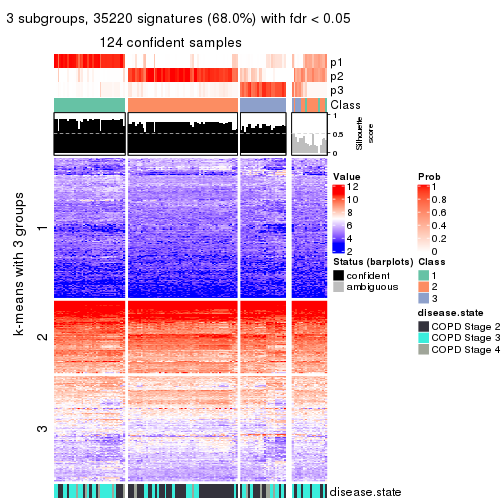 3 subgroups, 35220 signatures (68.0%) with fdr < 0.05
124 confident samples
p1
p2
p3
Class
1
0.5
0
Silhouette
score
k-means with 3 groups
1
2
3
disease.state
Value
12
10
8
6
4
2
Prob
1
0.8
0.6
0.4
0.2
0
Status (barplots)
confident
ambiguous
Class
1
2
3
disease.state
COPD Stage 2
COPD Stage 3
COPD Stage 4